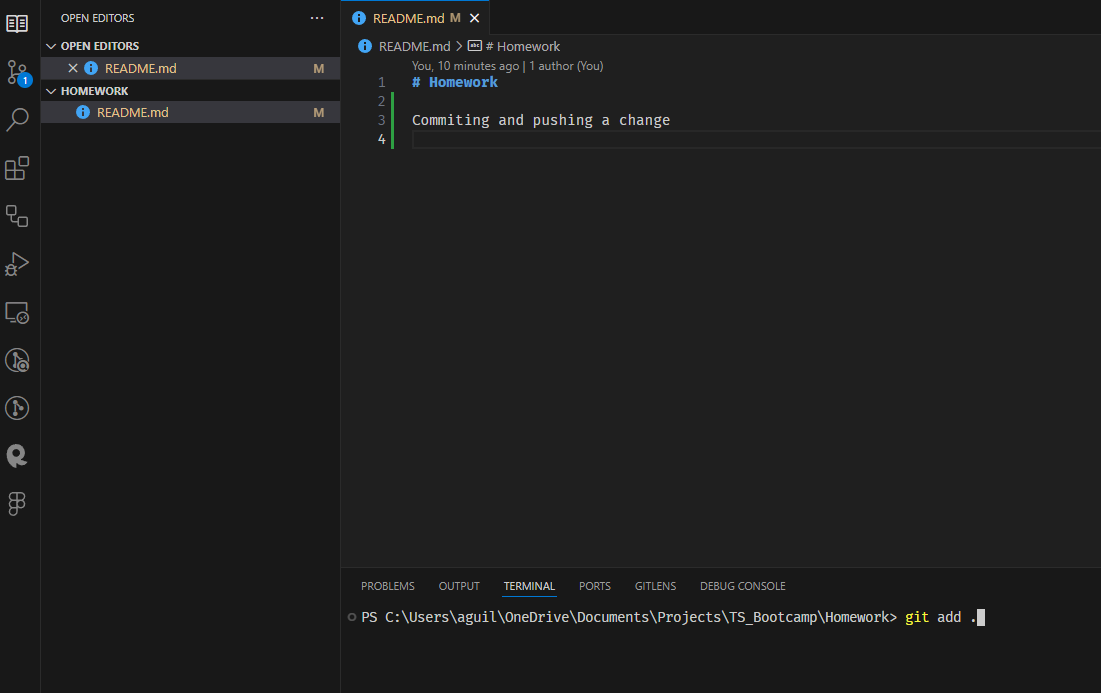 OPEN EDITORS ...
OPEN EDITORS
README.md M
HOMEWORK
README.md M
1
README.md M
README.md > # Homework
You, 10 minutes ago | 1 author (You)
1 # Homework
2
3 Commiting and pushing a change
4
PROBLEMS OUTPUT TERMINAL PORTS GITLENS DEBUG CONSOLE
PS C:\Users\aguil\OneDrive\Documents\Projects\TS_Bootcamp\Homework> git add .